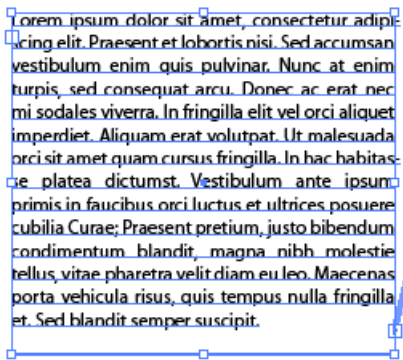 Lorem ipsum dolor sit amet, consectetur adipi-
scing elit. Praesent et lobortis nisi. Sed accumsan
vestibulum enim quis pulvinar. Nunc at enim
turpis, sed consequat arcu. Donec ac erat nec
mi sodales viverra. In fringilla elit vel orci aliquet
imperdiet. Aliquam erat volutpat. Ut malesuada
orci sit amet quam cursus fringilla. In hac habitas-
se platea dictumst. Vestibulum ante ipsum
primis in faucibus orci luctus et ultrices posuere
cubilia Curae; Praesent pretium, justo bibendum
condimentum blandit, magna nibh molestie
tellus, vitae pharetra velit diam eu leo. Maecenas
porta vehicula risus, quis tempus nulla fringilla
et. Sed blandit semper suscipit.